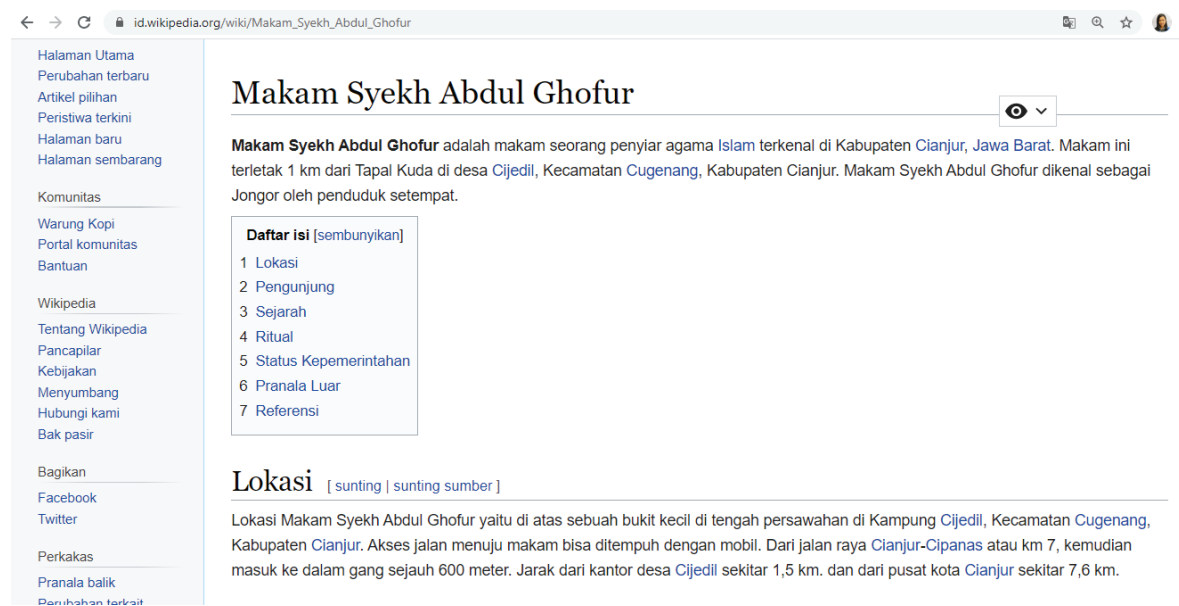 id.wikipedia.org/wiki/Makam_Syekh_Abdul_Ghofur
Halaman Utama
Perubahan terbaru
Artikel pilihan
Peristiwa terkini
Halaman baru
Halaman sembarang
Komunitas
Warung Kopi
Portal komunitas
Bantuan
Wikipedia
Tentang Wikipedia
Pancapilar
Kebijakan
Menyumbang
Hubungi kami
Bak pasir
Bagikan
Facebook
Twitter
Perkakas
Pranala balik
Perubahan terkait
Makam Syekh Abdul Ghofur
Makam Syekh Abdul Ghofur adalah makam seorang penyiar agama Islam terkenal di Kabupaten Cianjur, Jawa Barat. Makam ini
terletak 1 km dari Tapal Kuda di desa Cijedil, Kecamatan Cugenang, Kabupaten Cianjur. Makam Syekh Abdul Ghofur dikenal sebagai
Jongor oleh penduduk setempat.
Daftar isi [sembunyikan]
1 Lokasi
2 Pengunjung
3 Sejarah
4 Ritual
5 Status Kepemerintahan
6 Pranala Luar
7 Referensi
Lokasi [ sunting | sunting sumber ]
Lokasi Makam Syekh Abdul Ghofur yaitu di atas sebuah bukit kecil di tengah persawahan di Kampung Cijedil, Kecamatan Cugenang,
Kabupaten Cianjur. Akses jalan menuju makam bisa ditempuh dengan mobil. Dari jalan raya Cianjur-Cipanas atau km 7, kemudian
masuk ke dalam gang sejauh 600 meter. Jarak dari kantor desa Cijedil sekitar 1,5 km. dan dari pusat kota Cianjur sekitar 7,6 km.